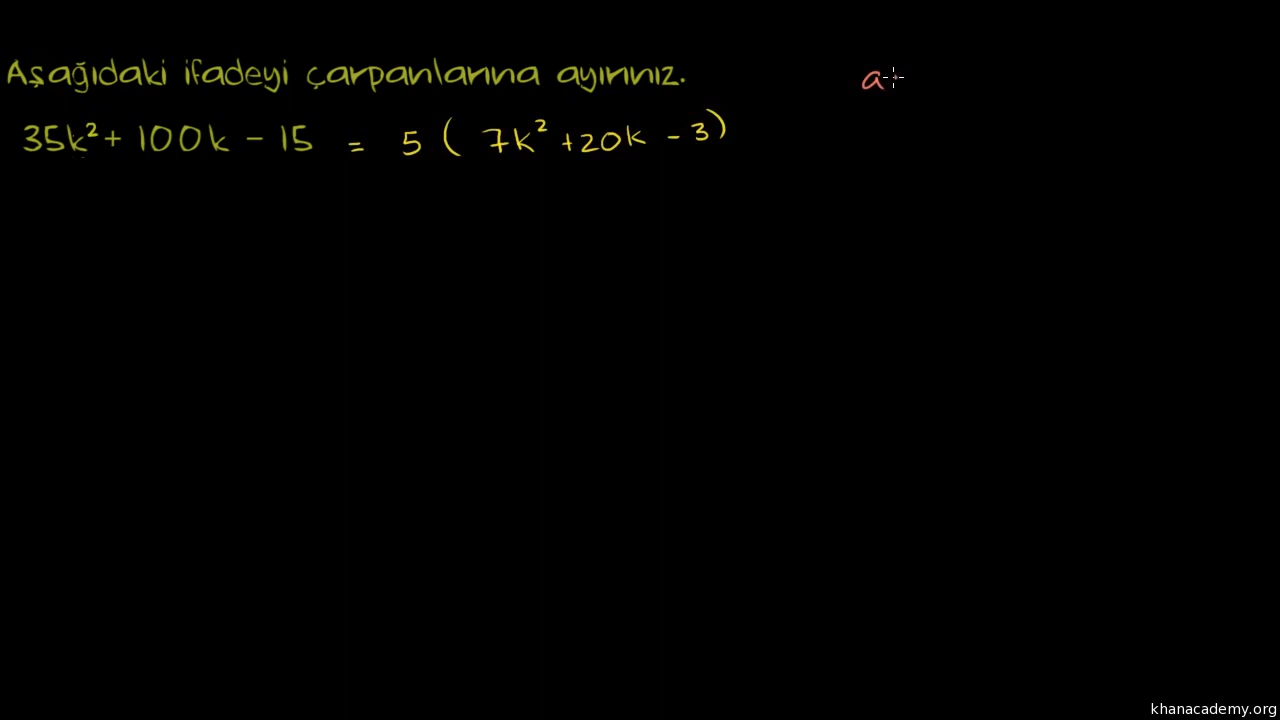 Aşağıdaki ifadeyi çarpanlarına ayırınız. a+
35k² + 100k - 15 = 5 ( 7k² + 20k - 3)
khanacademy.org